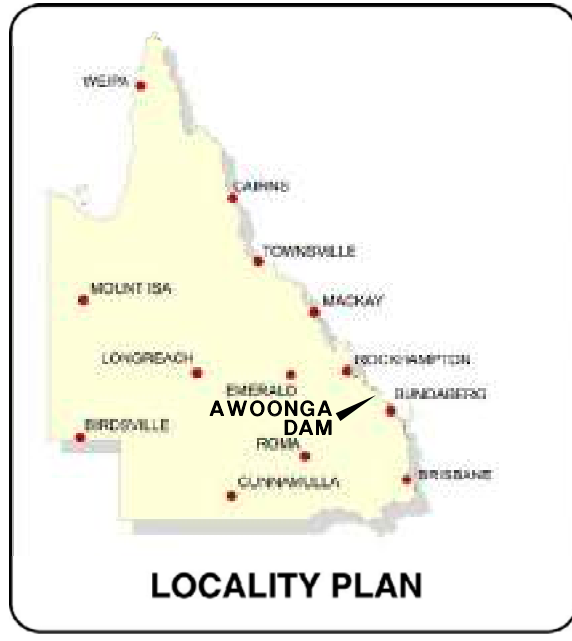 WEIPA
CAIRNS
TOWNSVILLE
MOUNT ISA
MACKAY
LONGREACH
ROCKHAMPTON
EMERALD
BUNDABERG
AWOONGA
DAM
BIRDSVILLE
ROMA
BRISBANE
CUNNAMULLA
LOCALITY PLAN